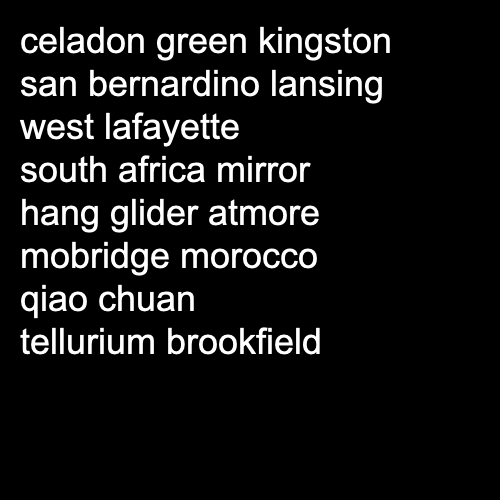 celadon green kingston
san bernardino lansing
west lafayette
south africa mirror
hang glider atmore
mobridge morocco
qiao chuan
tellurium brookfield